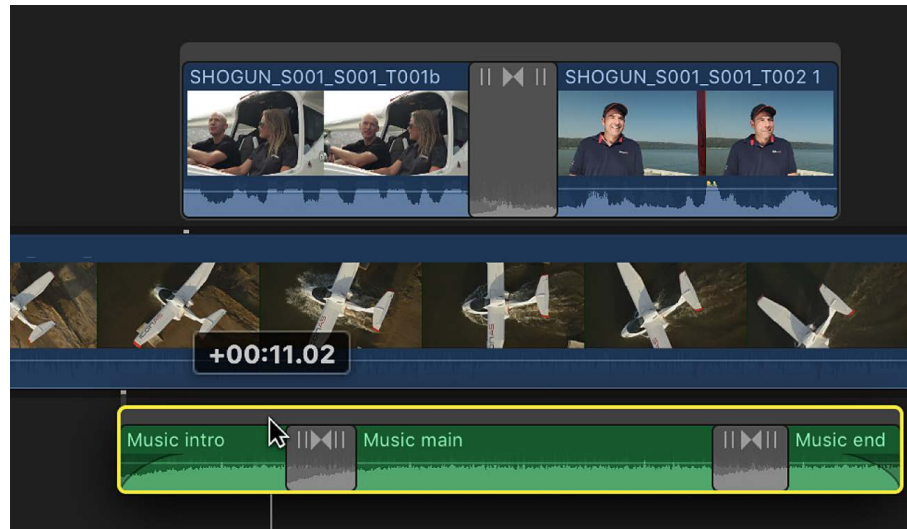 SHOGUN_S001_S001_T001b
SHOGUN_S001_S001_T002 1
+00:11.02
Music intro
Music main
Music end